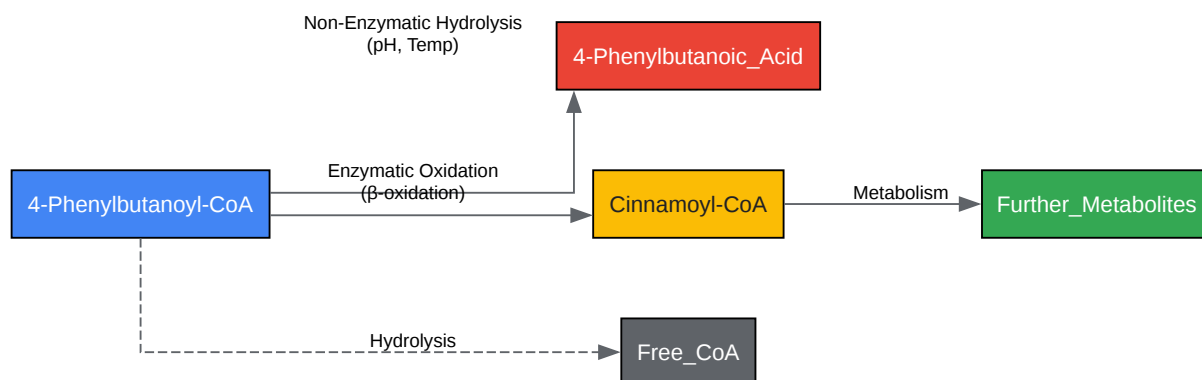 Non-Enzymatic Hydrolysis
(pH, Temp)
4-Phenylbutanoic_Acid
Enzymatic Oxidation
(β-oxidation)
4-Phenylbutanoyl-CoA
Cinnamoyl-CoA
Metabolism
Further_Metabolites
Hydrolysis
Free_CoA